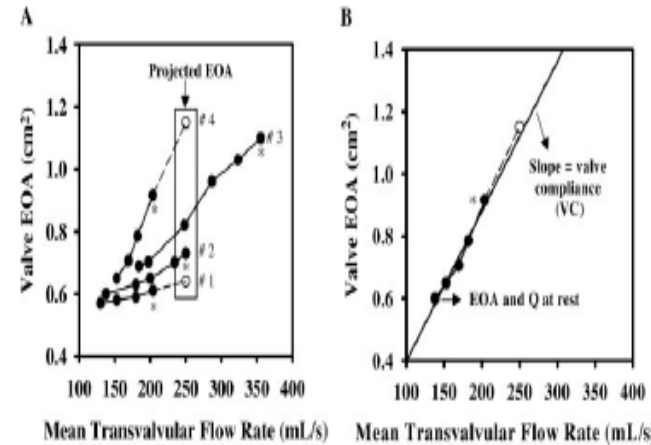 A
1.4
1.2
1.0
0.8
0.6
0.4
Valve EOA (cm²)
Projected EOA
# 4
# 3
*
*
# 2
*
# 1
*
100 150 200 250 300 350 400
Mean Transvalvular Flow Rate (mL/s)
B
1.4
1.2
1.0
0.8
0.6
0.4
Valve EOA (cm²)
*
Slope = valve
compliance
(VC)
EOA and Q at rest
100 150 200 250 300 350 400
Mean Transvalvular Flow Rate (mL/s